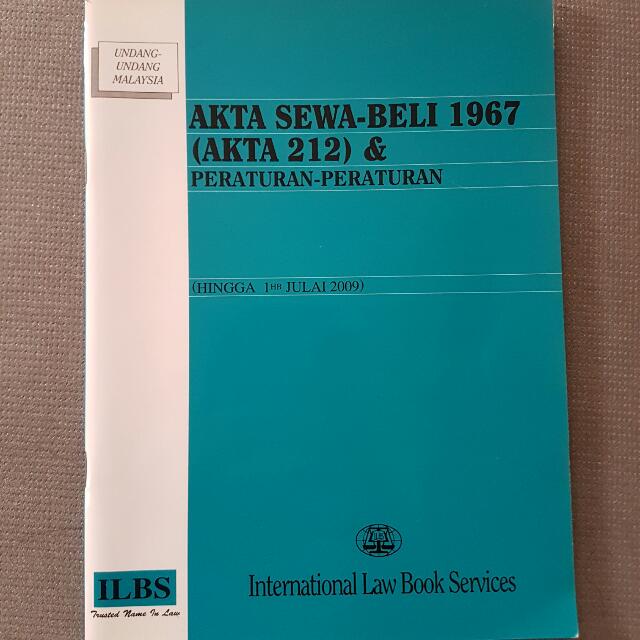 UNDANG-
UNDANG
MALAYSIA
AKTA SEWA-BELI 1967
(AKTA 212) &
PERATURAN-PERATURAN
(HINGGA 1HB JULAI 2009)
ILBS
International Law Book Services
ILBS
Trusted Name In Law